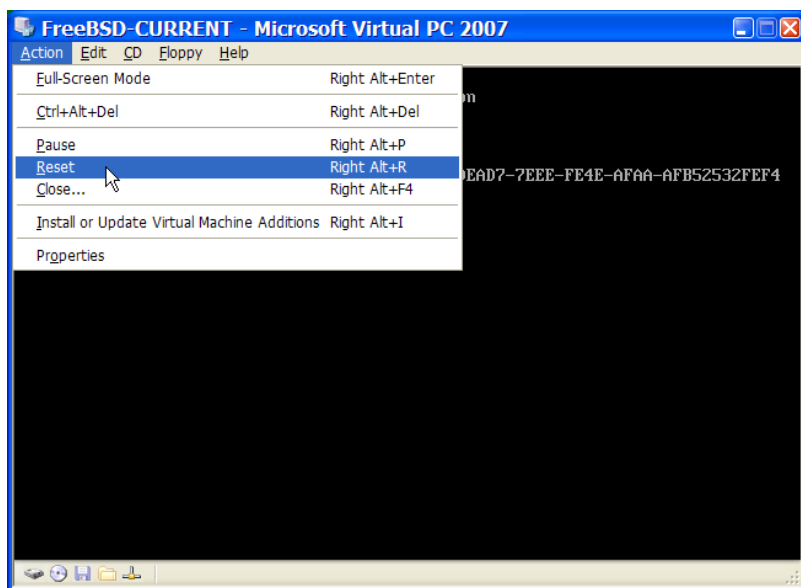 FreeBSD-CURRENT - Microsoft Virtual PC 2007
Action Edit CD Floppy Help
Full-Screen Mode Right Alt+Enter
on
Ctrl+Alt+Del Right Alt+Del
Pause Right Alt+P
Reset Right Alt+R
EAD7-7EEE-FE4E-AFAA-AFB52532FEF4
Close... Right Alt+F4
Install or Update Virtual Machine Additions Right Alt+I
Properties